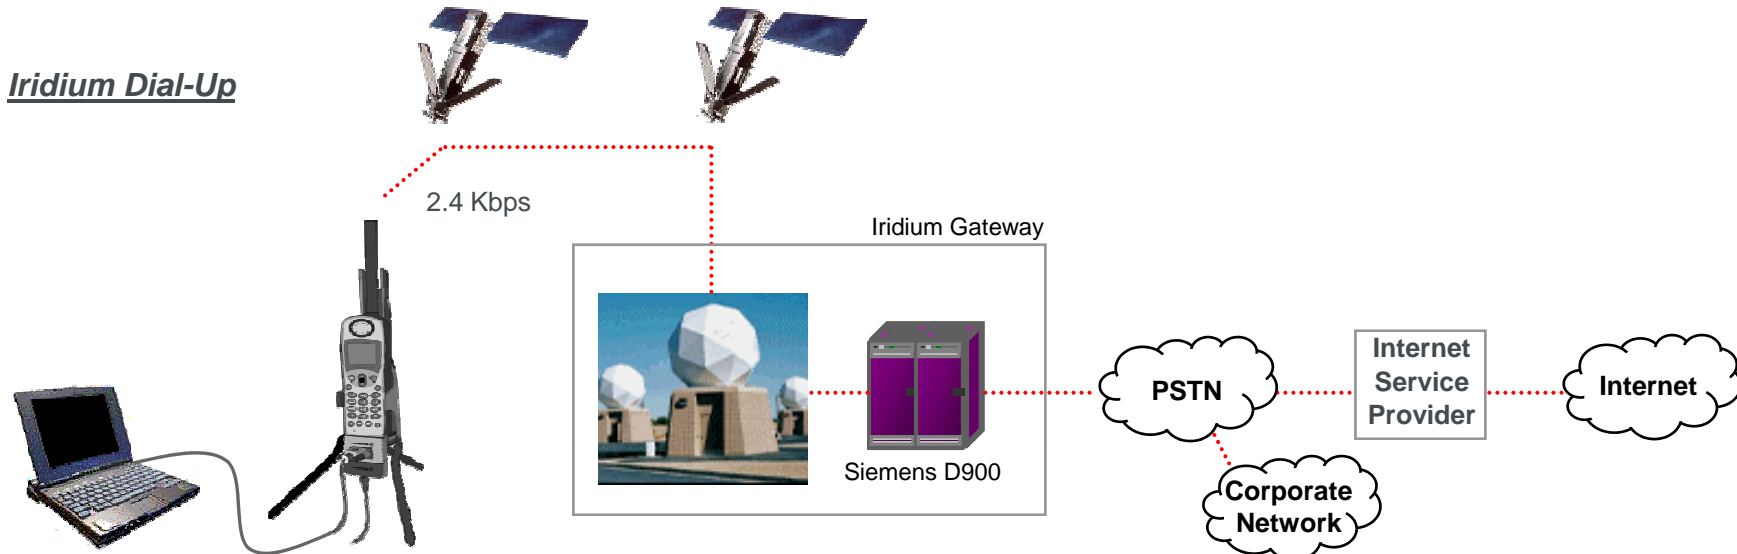 Iridium Dial-Up
2.4 Kbps
Iridium Gateway
Siemens D900
PSTN
Internet
Service
Provider
Internet
Corporate
Network